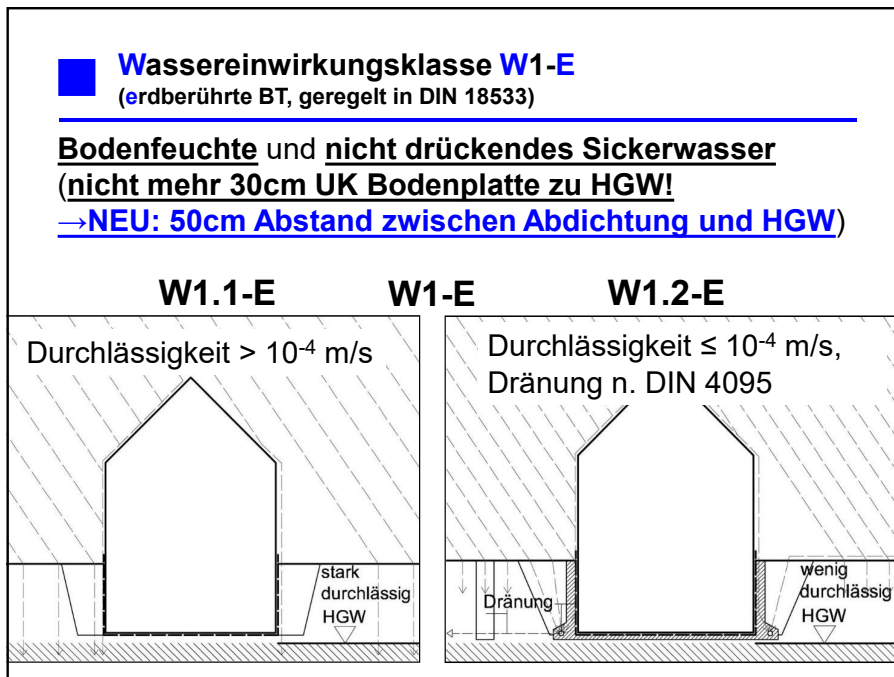 Wassereinwirkungsklasse W1-E
(erdberührte BT, geregelt in DIN 18533)
Bodenfeuchte und nicht drückendes Sickerwasser
(nicht mehr 30cm UK Bodenplatte zu HGW!
→NEU: 50cm Abstand zwischen Abdichtung und HGW)
W1.1-E W1-E W1.2-E
Durchlässigkeit > 10⁻⁴ m/s
stark
durchlässig
HGW
Durchlässigkeit ≤ 10⁻⁴ m/s,
Dränung n. DIN 4095
Dränung
wenig
durchlässig
HGW